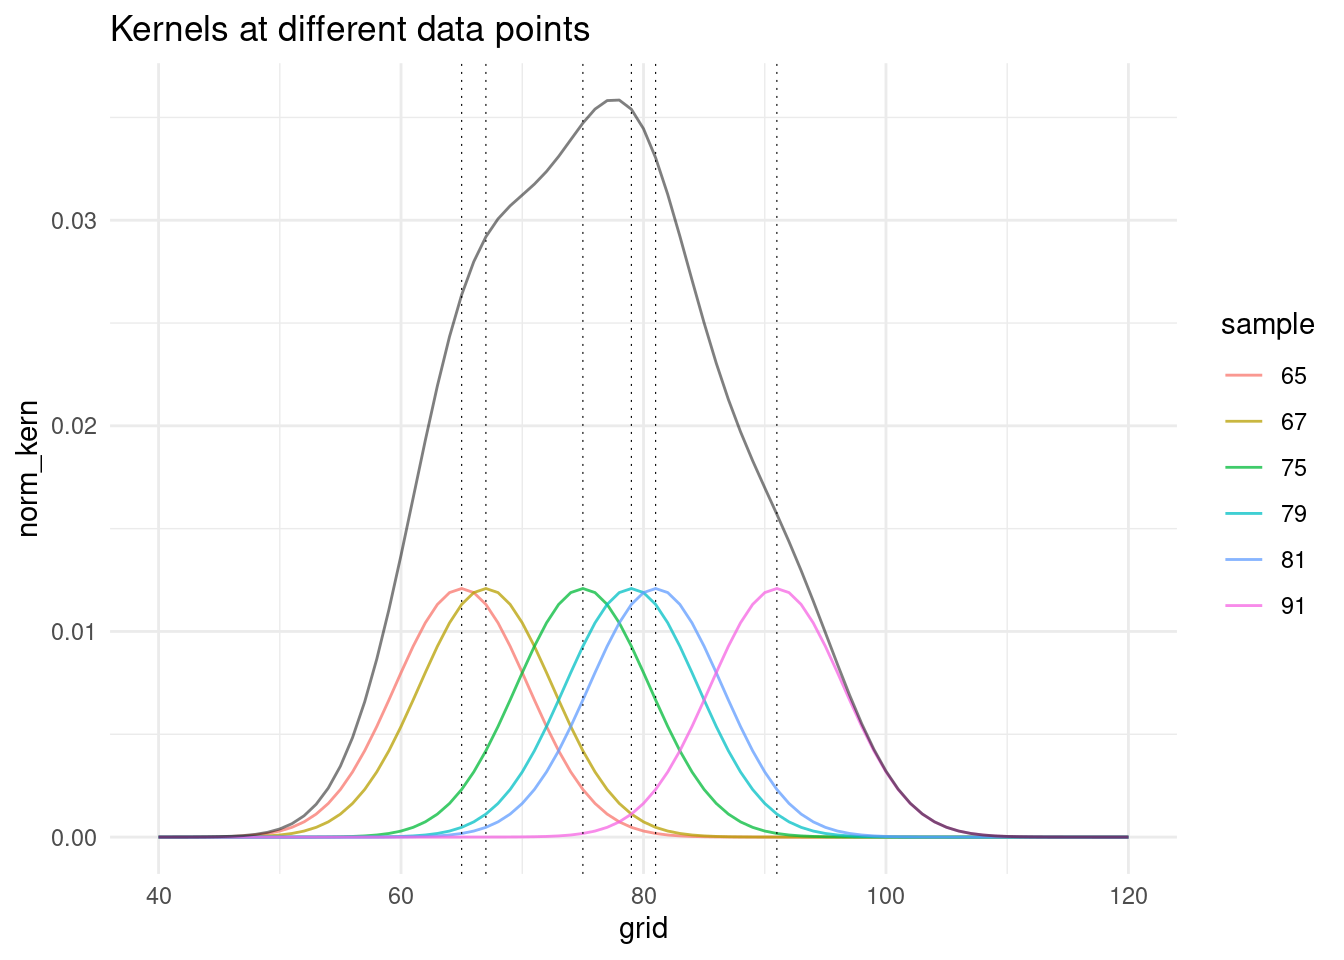 Kernels at different data points
norm_kern
0.03
0.02
0.01
0.00
40 60 80 100 120
grid
sample
65
67
75
79
81
91